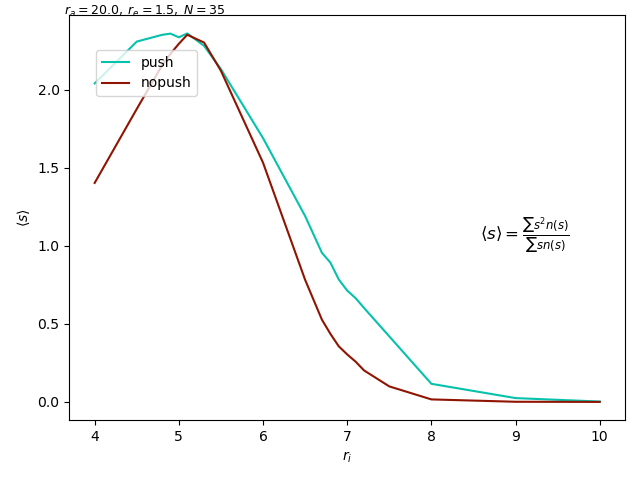 r_a = 20.0, r_e = 1.5, N = 35
push
nopush
⟨s⟩ = ∑s²n(s) / ∑sn(s)
⟨s⟩
2.0
1.5
1.0
0.5
0.0
4 5 6 7 8 9 10
r_i